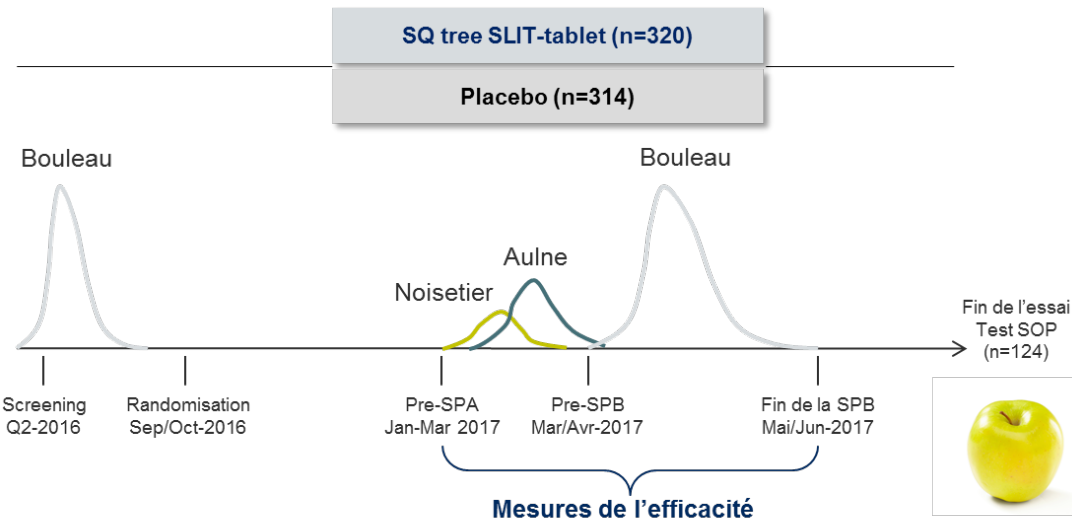 SQ tree SLIT-tablet (n=320)
Placebo (n=314)
Bouleau
Bouleau
Aulne
Noisetier
Fin de l'essai
Test SOP
(n=124)
Screening
Q2-2016
Randomisation
Sep/Oct-2016
Pre-SPA
Jan-Mar 2017
Pre-SPB
Mar/Avr-2017
Fin de la SPB
Mai/Jun-2017
Mesures de l'efficacité